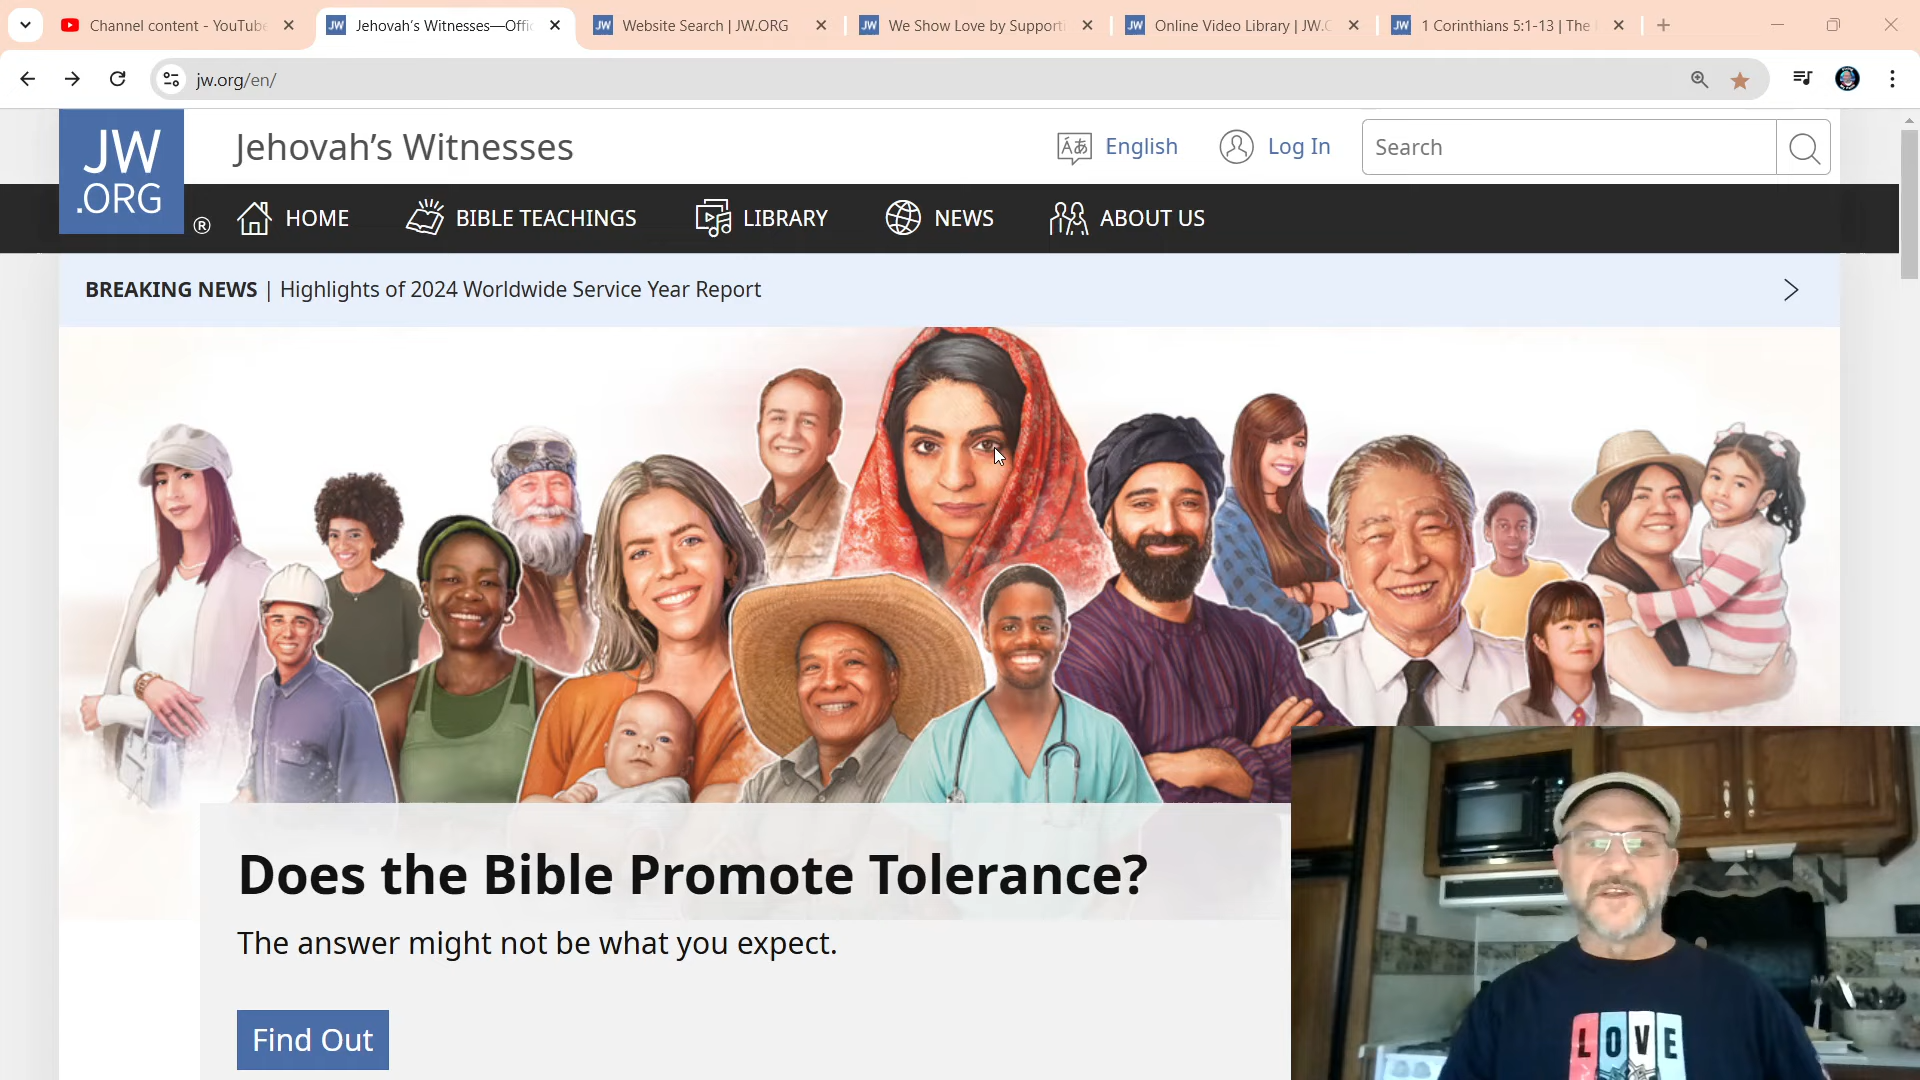 Channel content - YouTube
Jehovah's Witnesses—Offic
Website Search | JW.ORG
We Show Love by Supporti
Online Video Library | JW.O
1 Corinthians 5:1-13 | The
jw.org/en/
JW
.ORG
®
Jehovah's Witnesses
English
Log In
Search
HOME
BIBLE TEACHINGS
LIBRARY
NEWS
ABOUT US
BREAKING NEWS | Highlights of 2024 Worldwide Service Year Report
Does the Bible Promote Tolerance?
The answer might not be what you expect.
Find Out
LOVE